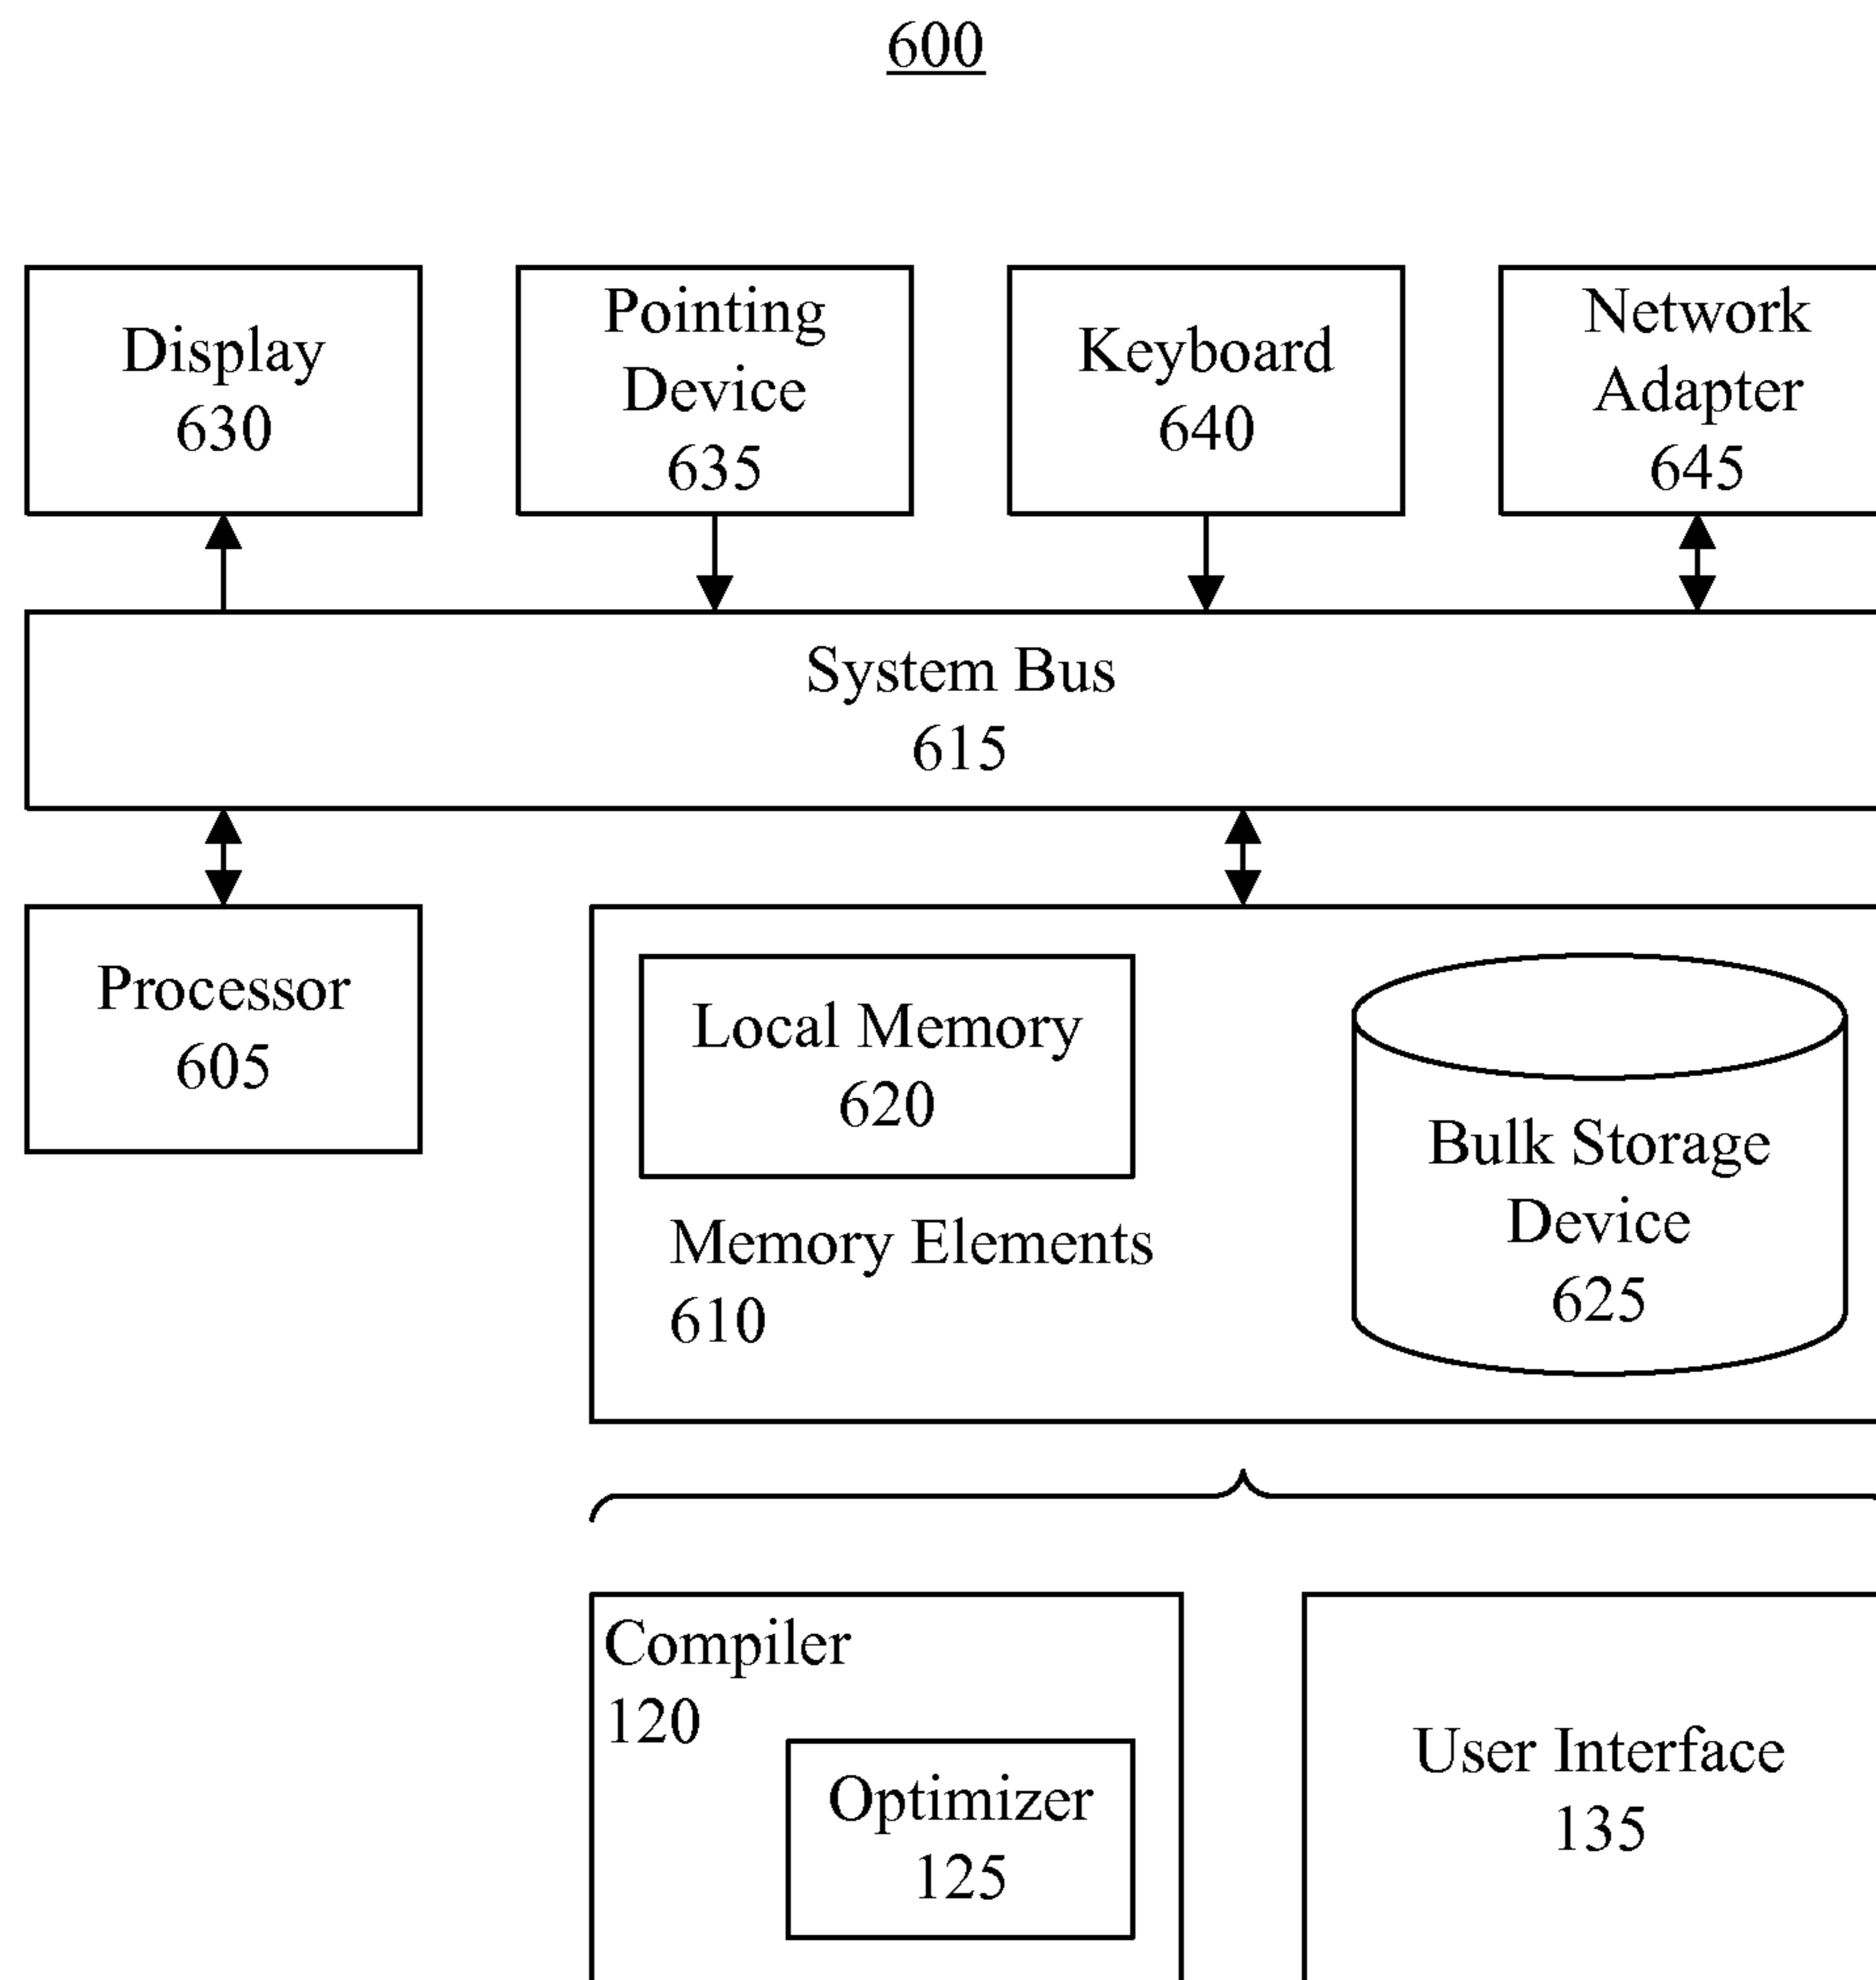 600
Display
630
Pointing
Device
635
Keyboard
640
Network
Adapter
645
System Bus
615
Processor
605
Local Memory
620
Memory Elements
610
Bulk Storage
Device
625
Compiler
120
Optimizer
125
User Interface
135